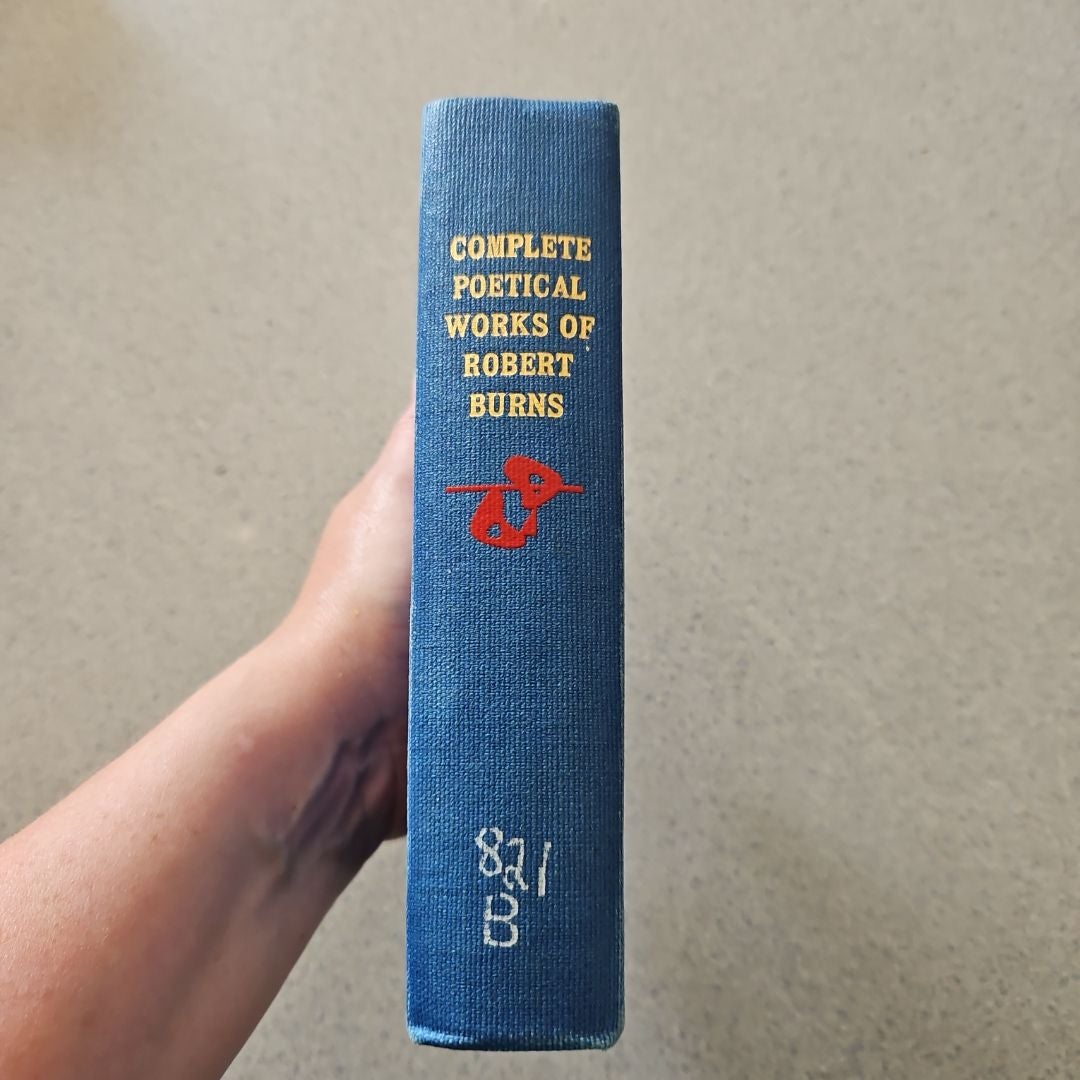 COMPLETE
POETICAL
WORKS OF
ROBERT
BURNS
821
B